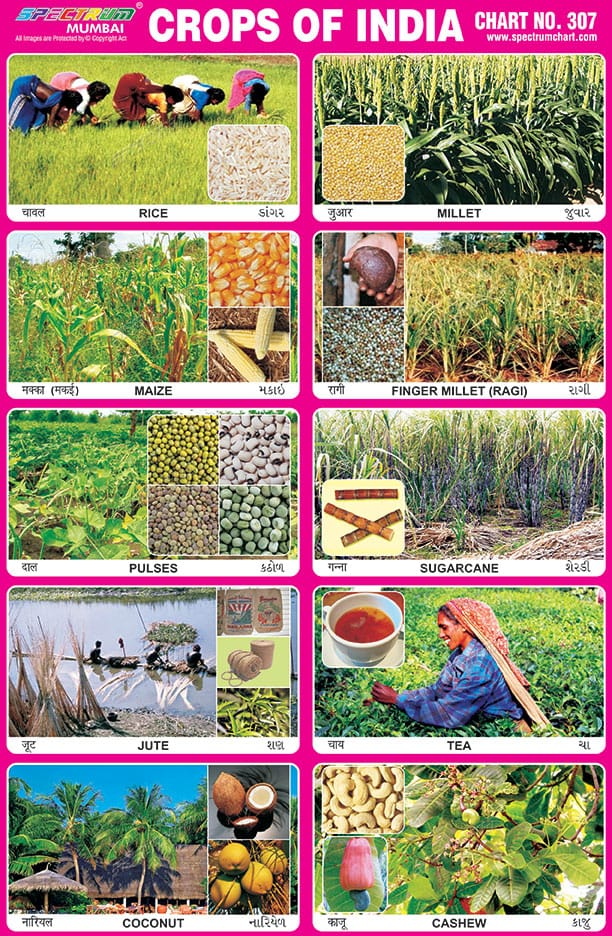 SPECTRUM
MUMBAI
All Images are Protected by © Copyright Act
CROPS OF INDIA
CHART NO. 307
www.spectrumchart.com
चावल RICE ડાંગર
जुआर MILLET જુવાર
मक्का (मकई) MAIZE મકાઇ
रागी FINGER MILLET (RAGI) રાગી
दाल PULSES કઠોળ
गन्ना SUGARCANE શેરડી
जूट JUTE શણ
चाय TEA ચા
SPECTRUM
नारियल COCONUT નારિયેળ
काजू CASHEW કાજુ